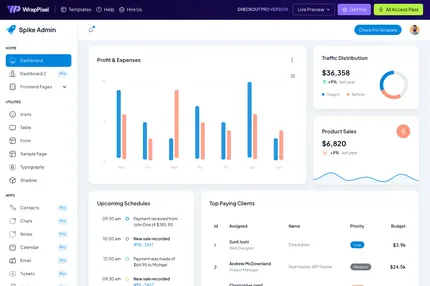 WrapPixel
Templates
Help
Hire Us
CHECKOUT PRO VERSION
Live Preview
Get Pro
All Access Pass
Spike Admin
Check Pro Template
HOME
Dashboard
Dashboard 2
Pro
Frontend Pages
UTILITIES
Icons
Table
Form
Sample Page
Typography
Shadow
APPS
Contacts
Pro
Chats
Pro
Notes
Pro
Calendar
Pro
Email
Pro
Tickets
Profit & Expenses
Traffic Distribution
$36,358
+9% last year
Organic
Refferal
Product Sales
$6,820
+9% last year
Upcoming Schedules
09:30 am
Payment received from
John Doe of $385.90
10:00 am
New sale recorded
#ML-3467
12:00 am
Payment was made of
$64.95 to Michael
09:30 am
New sale recorded
Top Paying Clients
Id
Assigned
Name
Priority
Budget
1
Sunil Joshi
Web Designer
Elite Admin
Low
$3.9k
2
Andrew McDownland
Project Manager
Real Homes WP Theme
Medium
$24.5k
Christopher Jamil